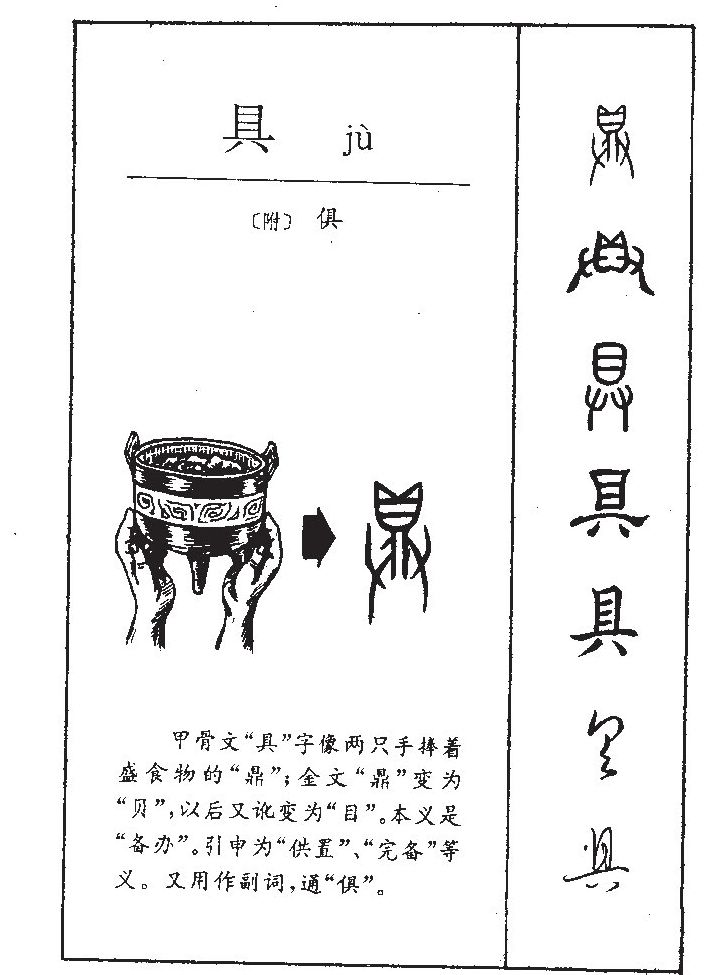 具 jù
〔附〕 俱
甲骨文“具”字像两只手捧着
盛食物的“鼎”；金文“鼎”变为
“贝”，以后又讹变为“目”。本义是
“备办”。引申为“供置”、“完备”等
义。又用作副词，通“俱”。
具
具